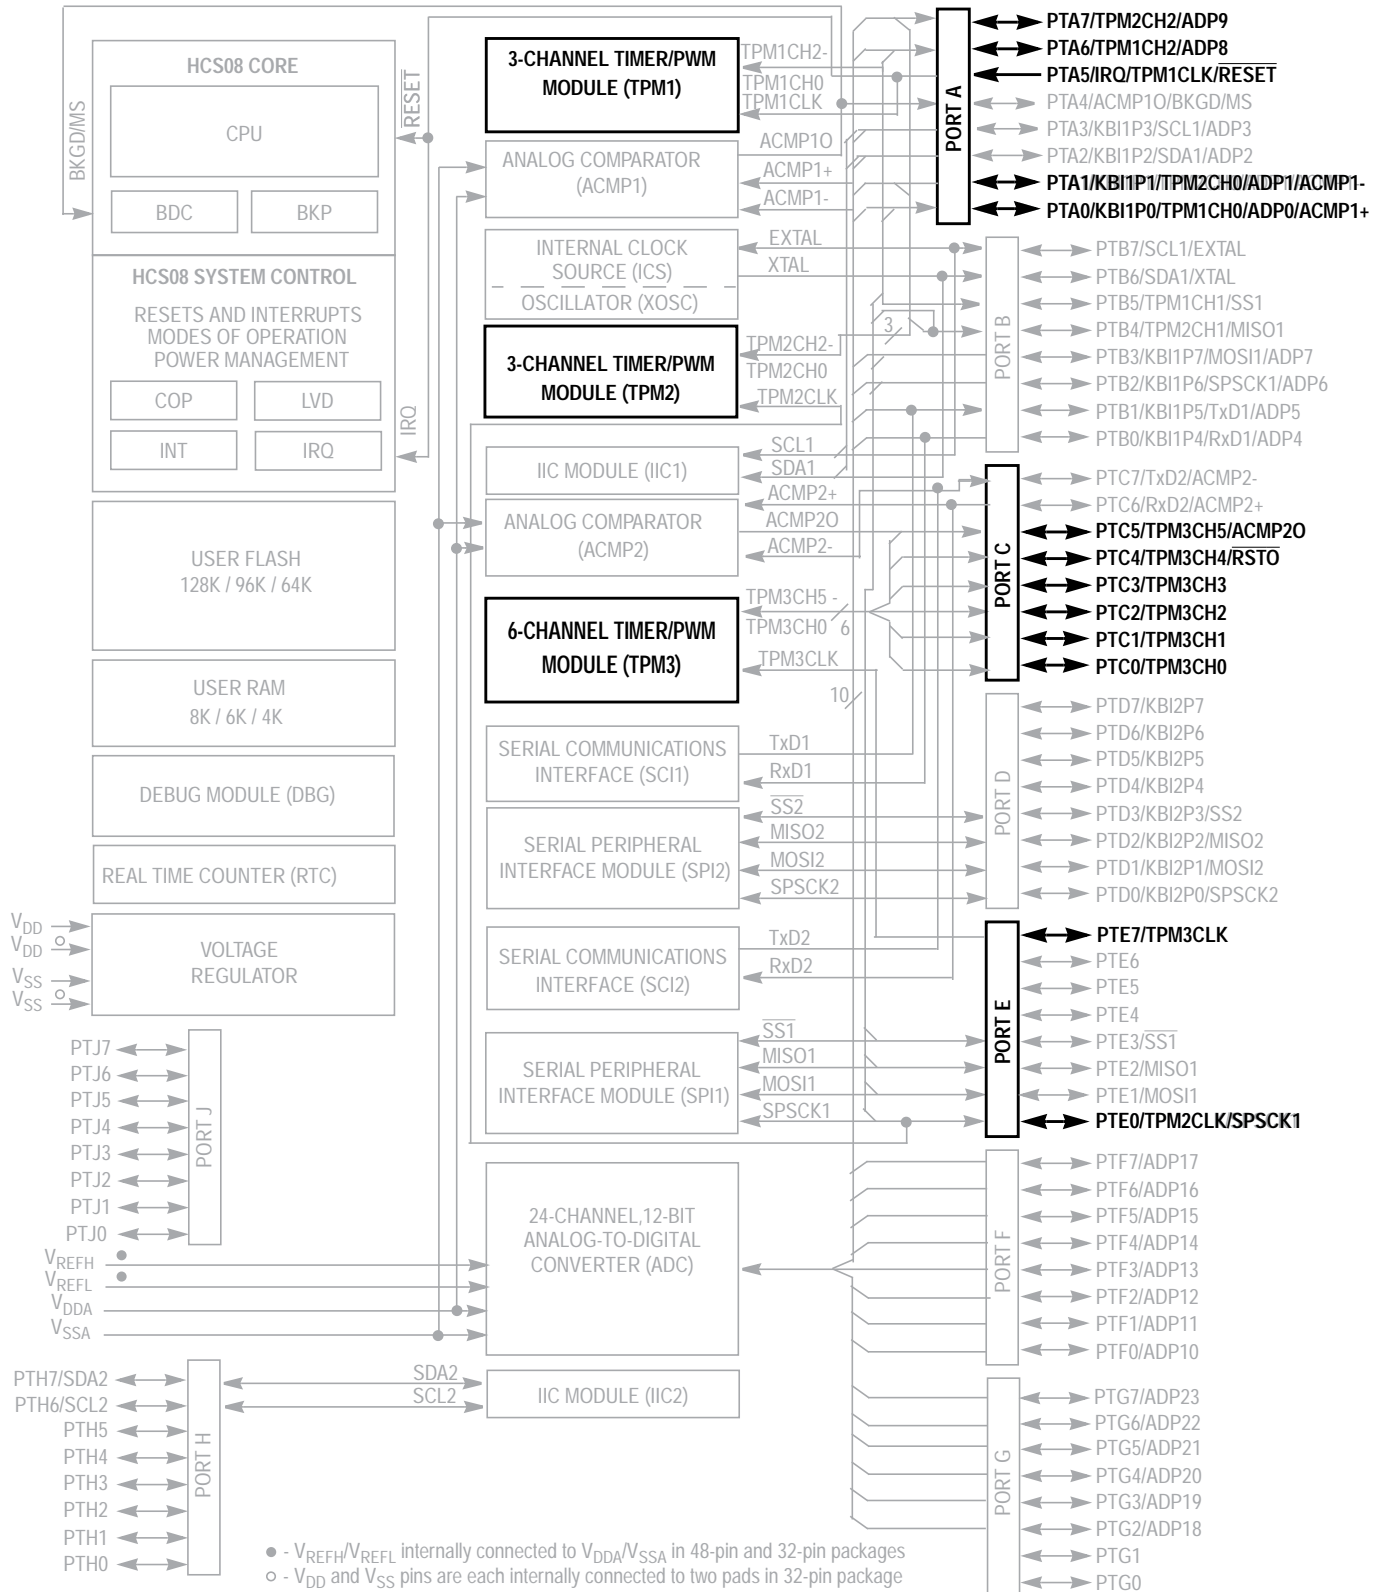 BKGD/MS
HCS08 CORE
CPU
BDC
BKP
RESET
HCS08 SYSTEM CONTROL
RESETS AND INTERRUPTS
MODES OF OPERATION
POWER MANAGEMENT
COP
LVD
INT
IRQ
IRQ
USER FLASH
128K / 96K / 64K
USER RAM
8K / 6K / 4K
DEBUG MODULE (DBG)
REAL TIME COUNTER (RTC)
VDD
VDD
VSS
VSS
VOLTAGE
REGULATOR
PTJ7
PTJ6
PTJ5
PTJ4
PTJ3
PTJ2
PTJ1
PTJ0
PORT J
VREFH
VREFL
VDDA
VSSA
PTH7/SDA2
PTH6/SCL2
PTH5
PTH4
PTH3
PTH2
PTH1
PTH0
PORT H
3-CHANNEL TIMER/PWM
MODULE (TPM1)
TPM1CH2-
TPM1CH0
TPM1CLK
ANALOG COMPARATOR
(ACMP1)
ACMP1O
ACMP1+
ACMP1-
INTERNAL CLOCK
SOURCE (ICS)
OSCILLATOR (XOSC)
EXTAL
XTAL
3-CHANNEL TIMER/PWM
MODULE (TPM2)
TPM2CH2-
TPM2CH0
TPM2CLK
3
IIC MODULE (IIC1)
SCL1
SDA1
ANALOG COMPARATOR
(ACMP2)
ACMP2+
ACMP2O
ACMP2-
6-CHANNEL TIMER/PWM
MODULE (TPM3)
TPM3CH5 -
TPM3CH0
6
TPM3CLK
10
SERIAL COMMUNICATIONS
INTERFACE (SCI1)
TxD1
RxD1
SERIAL PERIPHERAL
INTERFACE MODULE (SPI2)
SS2
MISO2
MOSI2
SPSCK2
SERIAL COMMUNICATIONS
INTERFACE (SCI2)
TxD2
RxD2
SERIAL PERIPHERAL
INTERFACE MODULE (SPI1)
SS1
MISO1
MOSI1
SPSCK1
24-CHANNEL,12-BIT
ANALOG-TO-DIGITAL
CONVERTER (ADC)
SDA2
SCL2
IIC MODULE (IIC2)
PORT A
PTA7/TPM2CH2/ADP9
PTA6/TPM1CH2/ADP8
PTA5/IRQ/TPM1CLK/RESET
PTA4/ACMP1O/BKGD/MS
PTA3/KBI1P3/SCL1/ADP3
PTA2/KBI1P2/SDA1/ADP2
PTA1/KBI1P1/TPM2CH0/ADP1/ACMP1-
PTA0/KBI1P0/TPM1CH0/ADP0/ACMP1+
PORT B
PTB7/SCL1/EXTAL
PTB6/SDA1/XTAL
PTB5/TPM1CH1/SS1
PTB4/TPM2CH1/MISO1
PTB3/KBI1P7/MOSI1/ADP7
PTB2/KBI1P6/SPSCK1/ADP6
PTB1/KBI1P5/TxD1/ADP5
PTB0/KBI1P4/RxD1/ADP4
PORT C
PTC7/TxD2/ACMP2-
PTC6/RxD2/ACMP2+
PTC5/TPM3CH5/ACMP2O
PTC4/TPM3CH4/RSTO
PTC3/TPM3CH3
PTC2/TPM3CH2
PTC1/TPM3CH1
PTC0/TPM3CH0
PORT D
PTD7/KBI2P7
PTD6/KBI2P6
PTD5/KBI2P5
PTD4/KBI2P4
PTD3/KBI2P3/SS2
PTD2/KBI2P2/MISO2
PTD1/KBI2P1/MOSI2
PTD0/KBI2P0/SPSCK2
PORT E
PTE7/TPM3CLK
PTE6
PTE5
PTE4
PTE3/SS1
PTE2/MISO1
PTE1/MOSI1
PTE0/TPM2CLK/SPSCK1
PORT F
PTF7/ADP17
PTF6/ADP16
PTF5/ADP15
PTF4/ADP14
PTF3/ADP13
PTF2/ADP12
PTF1/ADP11
PTF0/ADP10
PORT G
PTG7/ADP23
PTG6/ADP22
PTG5/ADP21
PTG4/ADP20
PTG3/ADP19
PTG2/ADP18
PTG1
PTG0
● - VREFH/VREFL internally connected to VDDA/VSSA in 48-pin and 32-pin packages
○ - VDD and VSS pins are each internally connected to two pads in 32-pin package